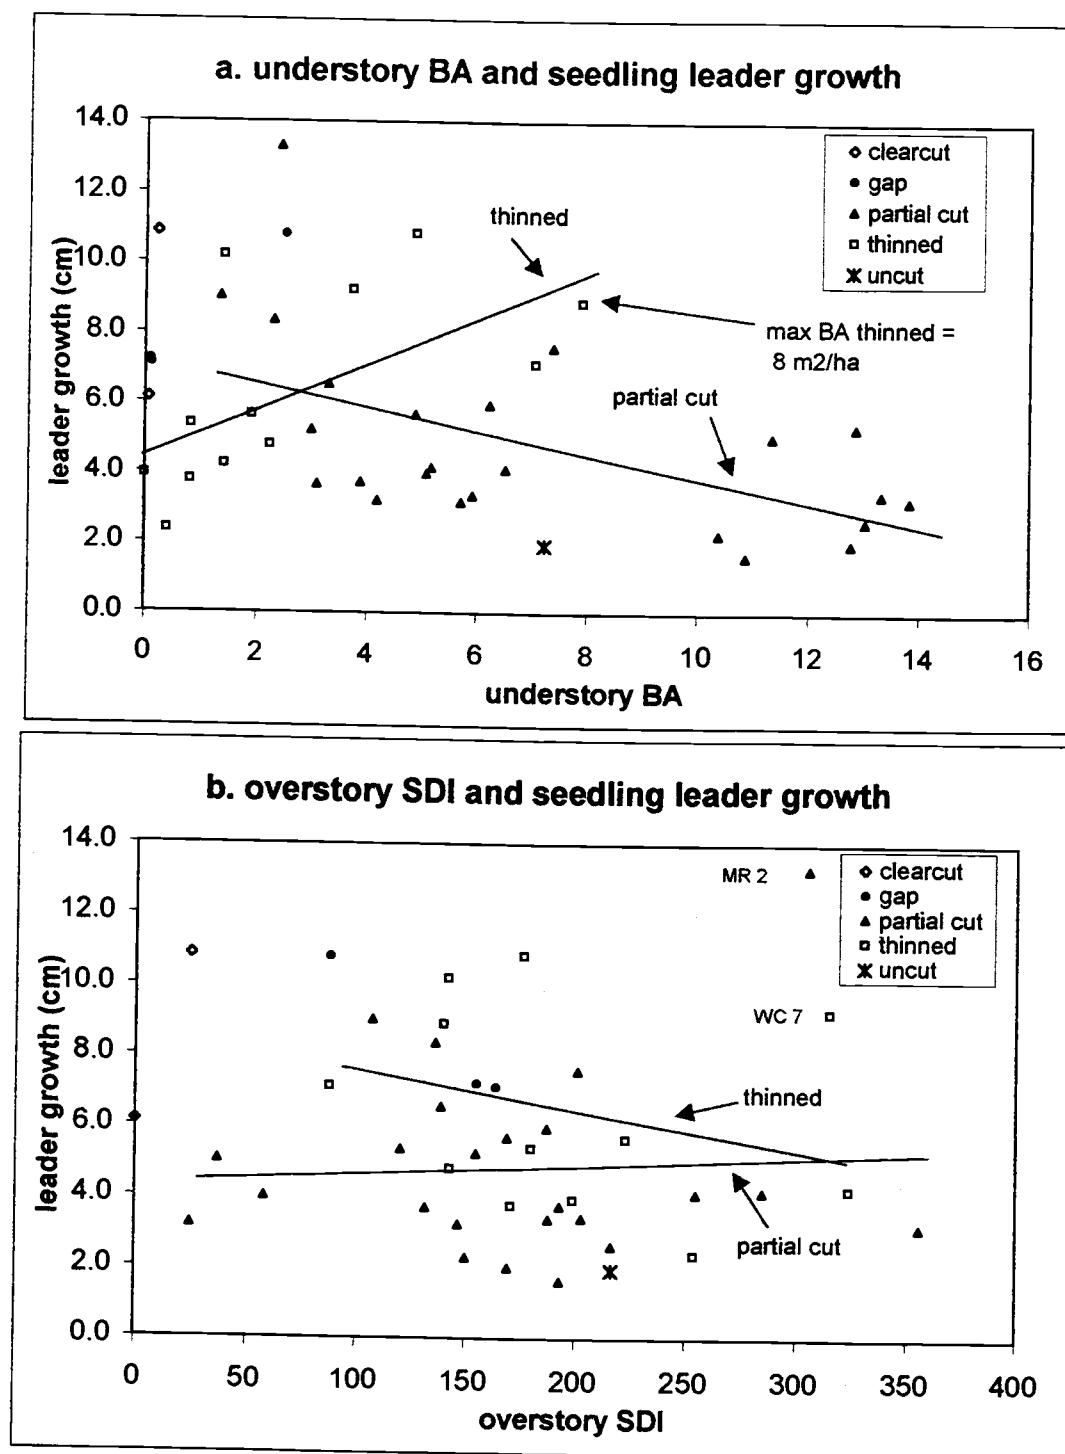 a. understory BA and seedling leader growth
14.0
12.0
10.0
8.0
6.0
4.0
2.0
0.0
leader growth (cm)
clearcut
gap
partial cut
thinned
uncut
thinned
max BA thinned =
8 m2/ha
partial cut
0 2 4 6 8 10 12 14 16
understory BA
b. overstory SDI and seedling leader growth
14.0
12.0
10.0
8.0
6.0
4.0
2.0
0.0
leader growth (cm)
MR 2
clearcut
gap
partial cut
thinned
uncut
WC 7
thinned
partial cut
0 50 100 150 200 250 300 350 400
overstory SDI